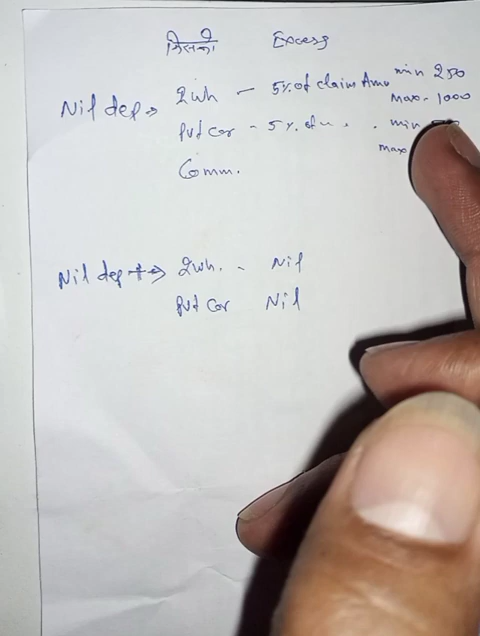 किसको Excess
Nil dep → 2wh - 5% of claim Amo min 250
max - 1000
Pvt Car - 5% of " . . min
max
Comm.
Nil dep + → 2wh. - Nil
Pvt Car Nil